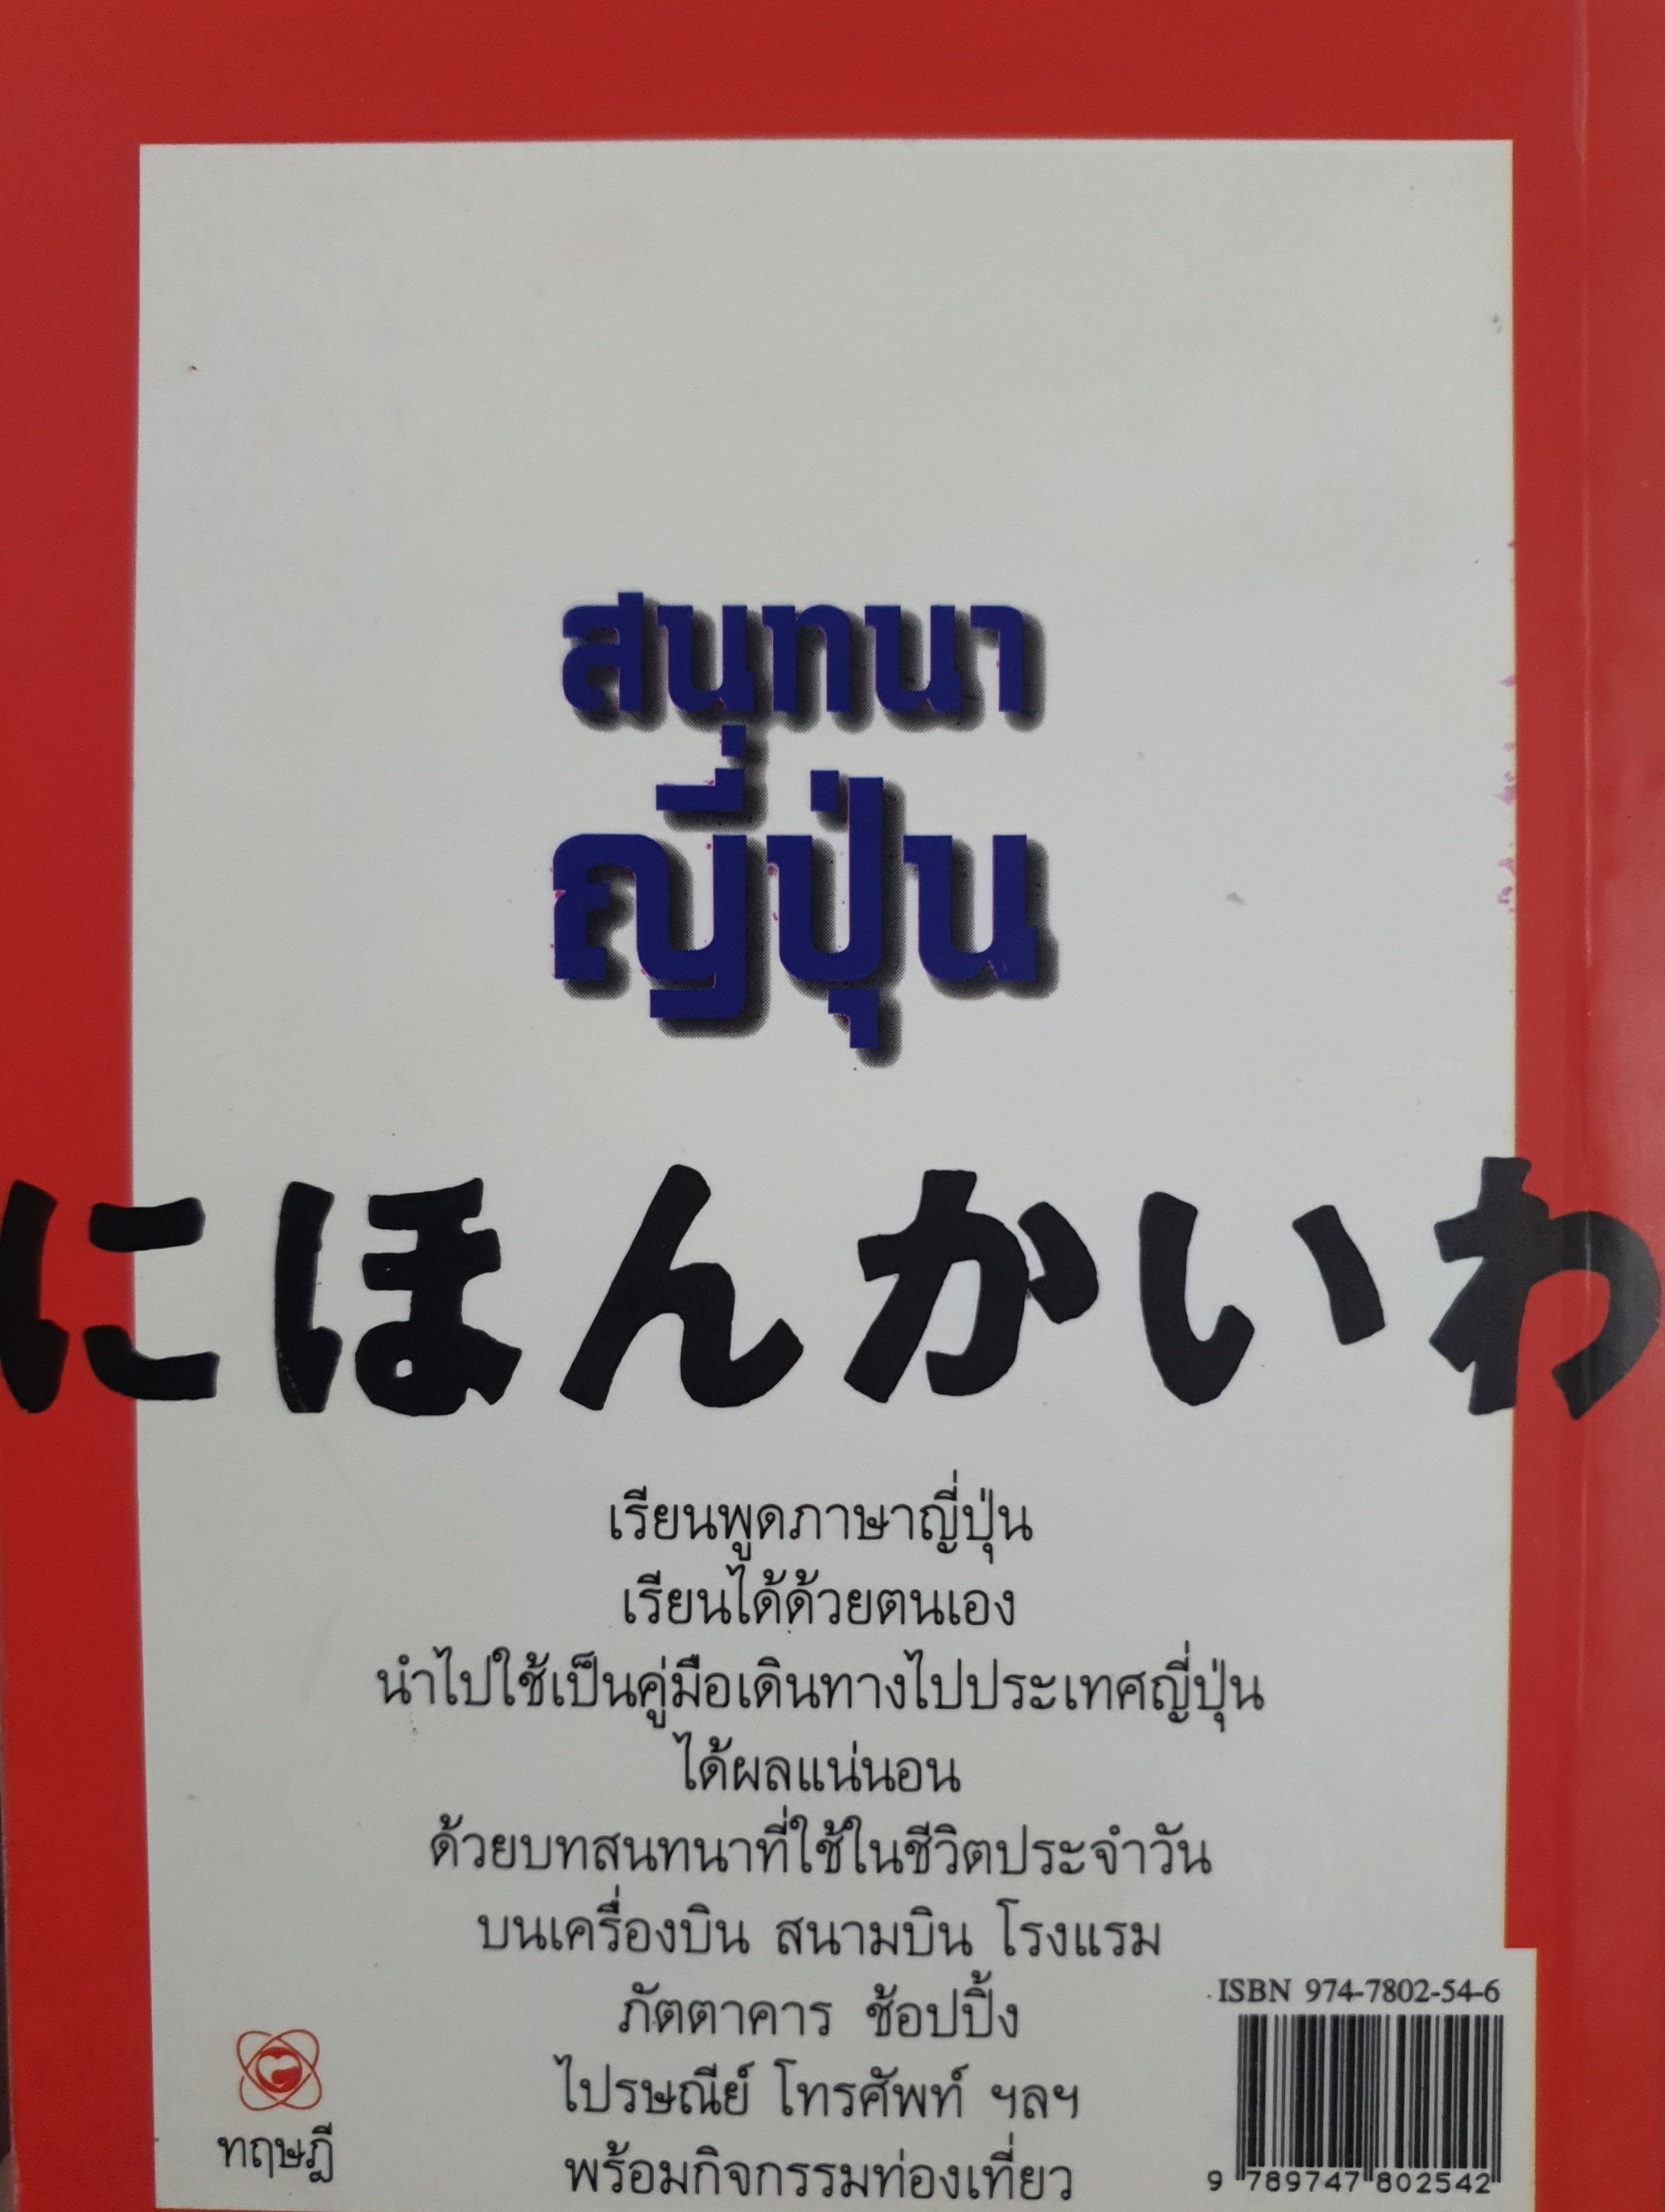 สนุทนา
ญี่ปุ่น
にほんかいわ
เรียนพูดภาษาญี่ปุ่น
เรียนได้ด้วยตนเอง
นำไปใช้เป็นคู่มือเดินทางไปประเทศญี่ปุ่น
ได้ผลแน่นอน
ด้วยบทสนทนาที่ใช้ในชีวิตประจำวัน
บนเครื่องบิน สนามบิน โรงแรม
ภัตตาคาร ช้อปปิ้ง
ไปรษณีย์ โทรศัพท์ ฯลฯ
พร้อมกิจกรรมท่องเที่ยว
ทฤษฎี
ISBN 974-7802-54-6
9 789747 802542